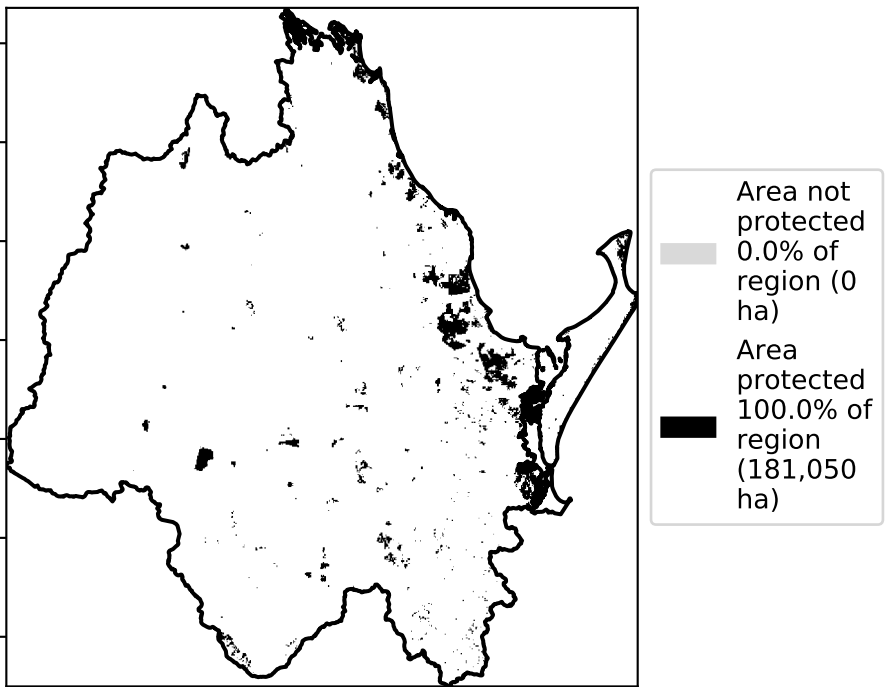 Area not
protected
0.0% of
region (0
ha)
Area
protected
100.0% of
region
(181,050
ha)